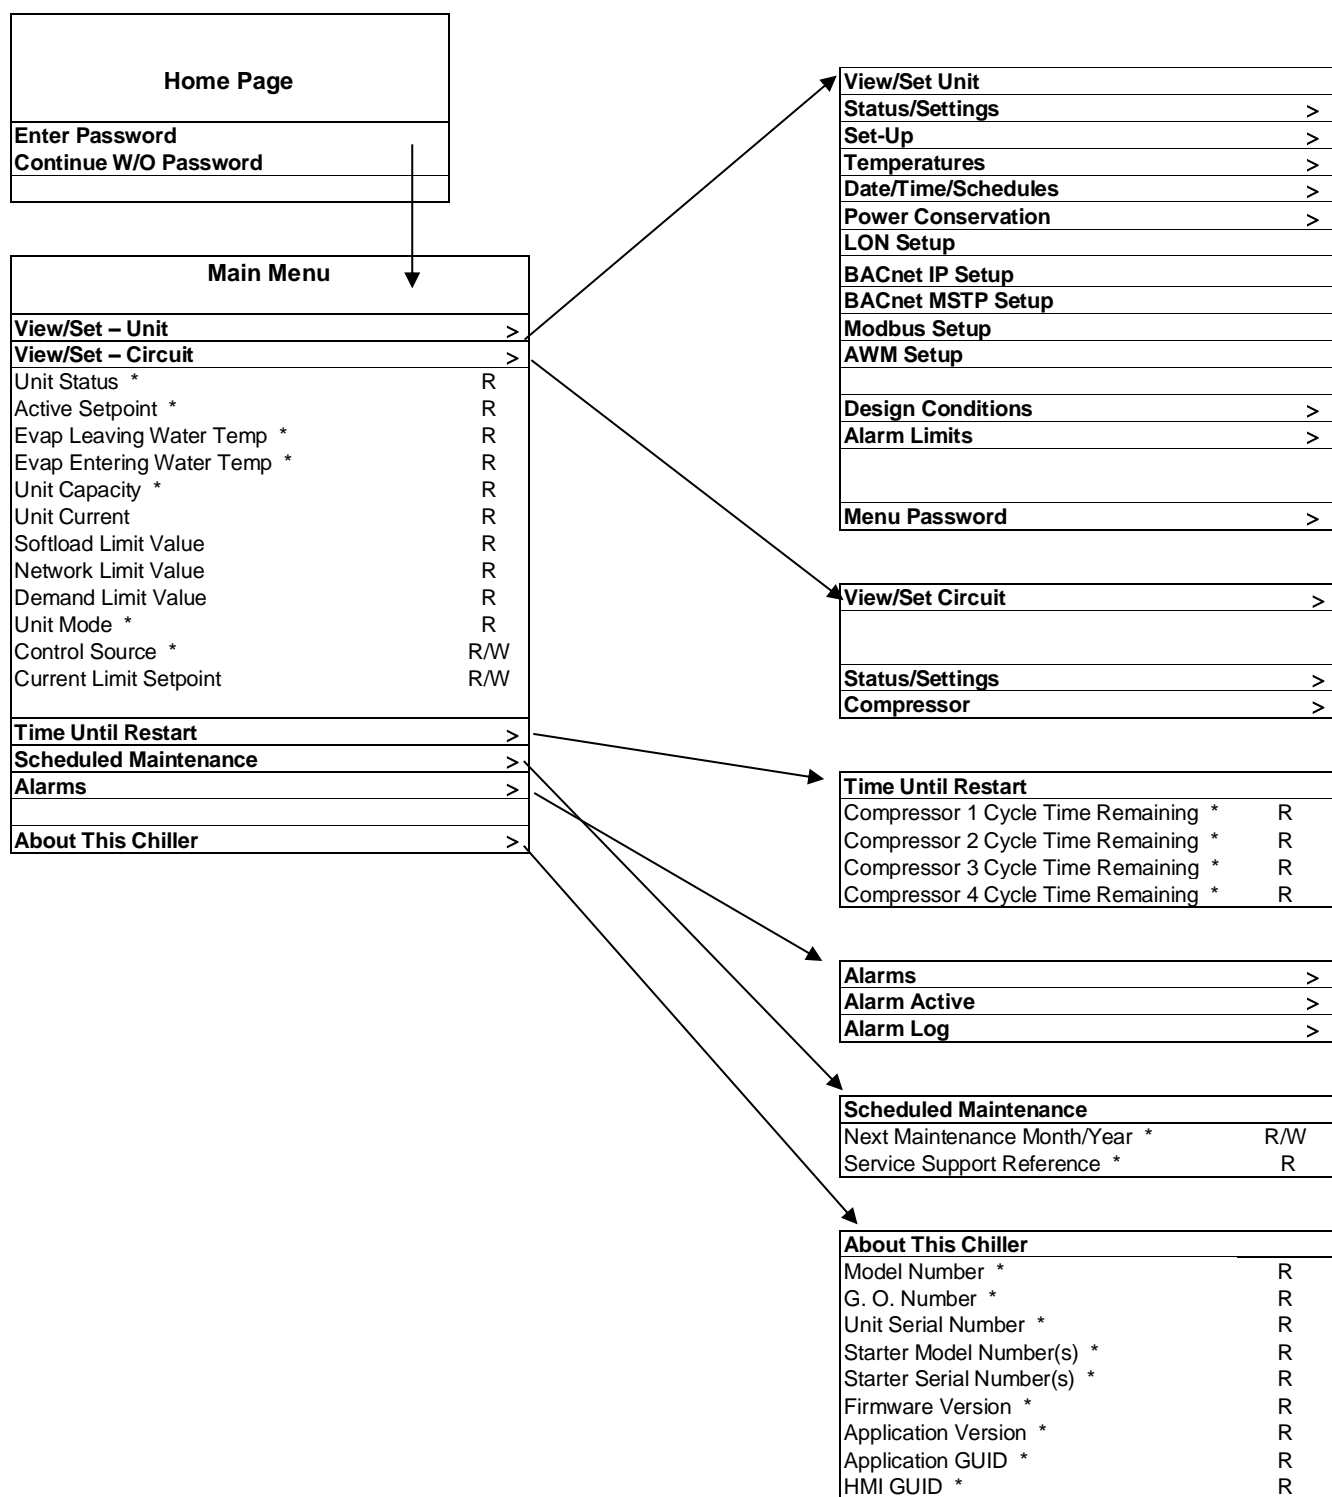 Home Page
Enter Password
Continue W/O Password
Main Menu
View/Set – Unit >
View/Set – Circuit >
Unit Status * R
Active Setpoint * R
Evap Leaving Water Temp * R
Evap Entering Water Temp * R
Unit Capacity * R
Unit Current R
Softload Limit Value R
Network Limit Value R
Demand Limit Value R
Unit Mode * R
Control Source * R/W
Current Limit Setpoint R/W
Time Until Restart >
Scheduled Maintenance >
Alarms >
About This Chiller >
View/Set Unit
Status/Settings >
Set-Up >
Temperatures >
Date/Time/Schedules >
Power Conservation >
LON Setup
BACnet IP Setup
BACnet MSTP Setup
Modbus Setup
AWM Setup
Design Conditions >
Alarm Limits >
Menu Password >
View/Set Circuit >
Status/Settings >
Compressor >
Time Until Restart
Compressor 1 Cycle Time Remaining * R
Compressor 2 Cycle Time Remaining * R
Compressor 3 Cycle Time Remaining * R
Compressor 4 Cycle Time Remaining * R
Alarms >
Alarm Active >
Alarm Log >
Scheduled Maintenance
Next Maintenance Month/Year * R/W
Service Support Reference * R
About This Chiller
Model Number * R
G. O. Number * R
Unit Serial Number * R
Starter Model Number(s) * R
Starter Serial Number(s) * R
Firmware Version * R
Application Version * R
Application GUID * R
HMI GUID * R